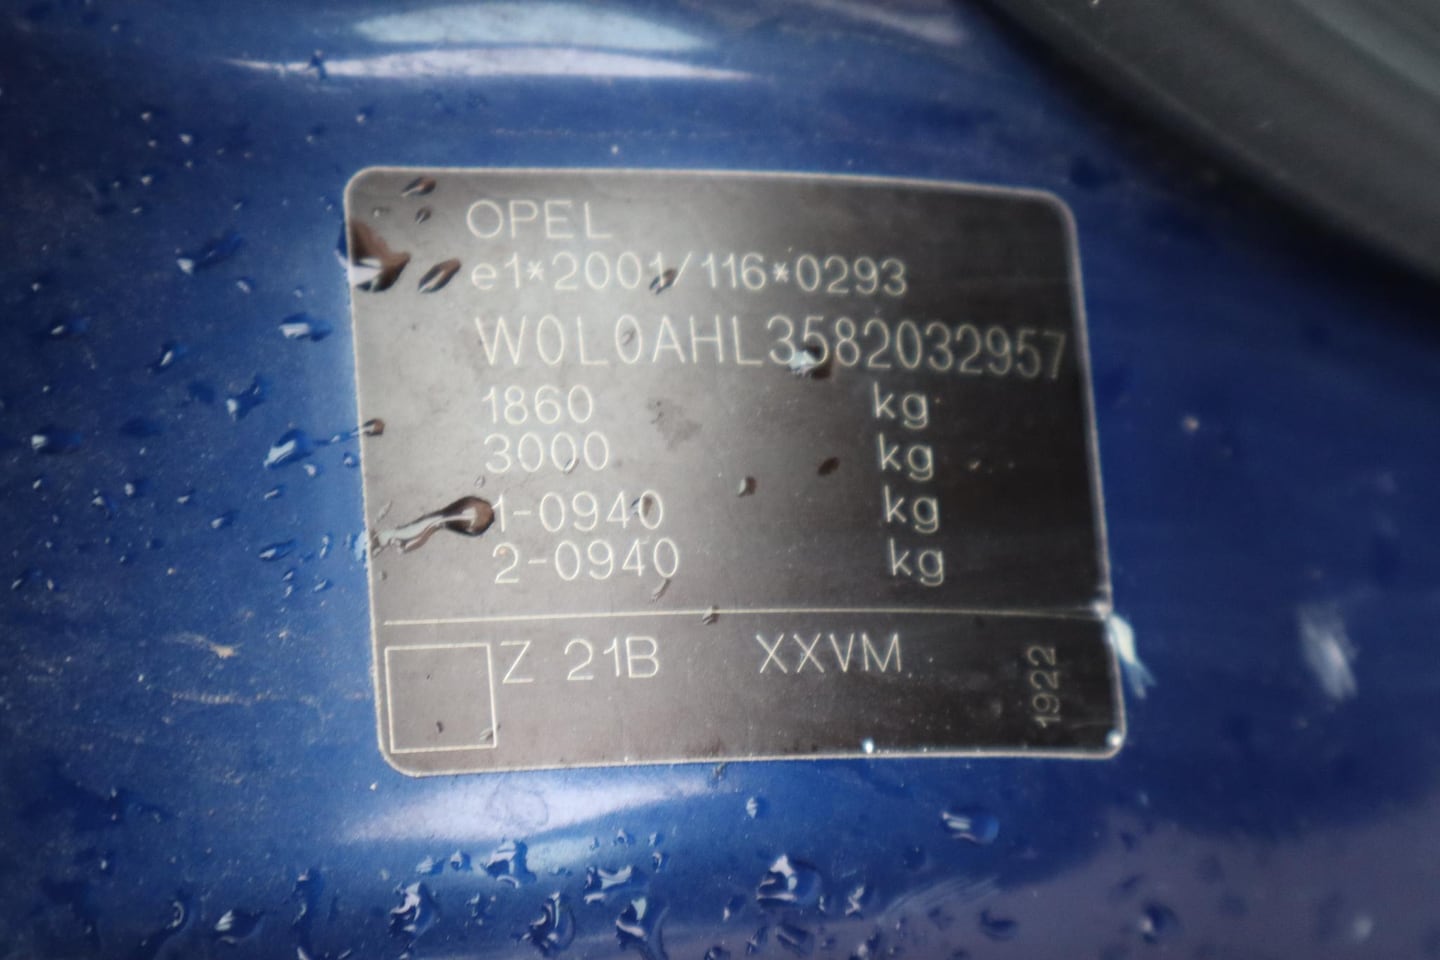 OPEL
e1*2001/116*0293
W0L0AHL3582032957
1860 kg
3000 kg
1-0940 kg
2-0940 kg
Z 21B XXVM
1922